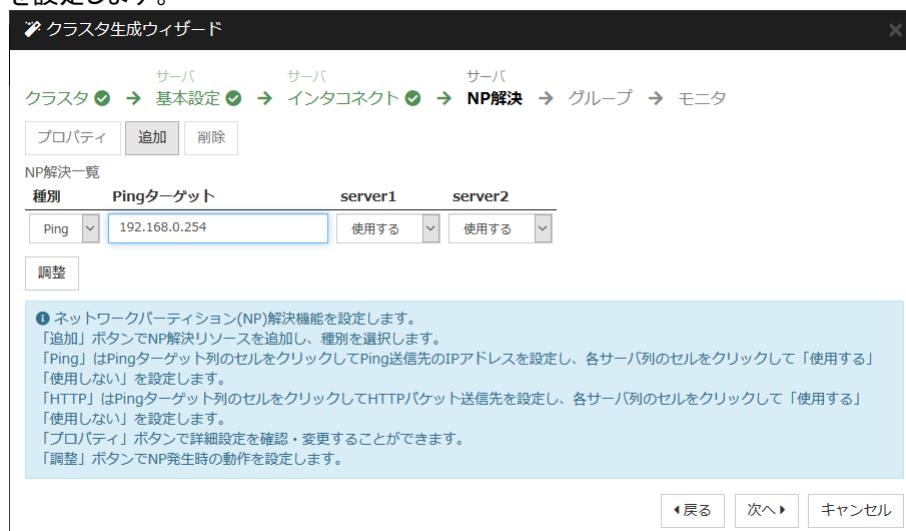 を設定します。
クラスタ生成ウィザード ×
サーバ サーバ サーバ
クラスタ → 基本設定 → インタコネクト → NP解決 → グループ → モニタ
プロパティ 追加 削除
NP解決一覧
種別 Pingターゲット server1 server2
Ping 192.168.0.254 使用する 使用する
調整
ネットワークパーティション(NP)解決機能を設定します。
「追加」ボタンでNP解決リソースを追加し、種別を選択します。
「Ping」はPingターゲット列のセルをクリックしてPing送信先のIPアドレスを設定し、各サーバ列のセルをクリックして「使用する」
「使用しない」を設定します。
「HTTP」はPingターゲット列のセルをクリックしてHTTPパケット送信先を設定し、各サーバ列のセルをクリックして「使用する」
「使用しない」を設定します。
「プロパティ」ボタンで詳細設定を確認・変更することができます。
「調整」ボタンでNP発生時の動作を設定します。
戻る 次へ キャンセル